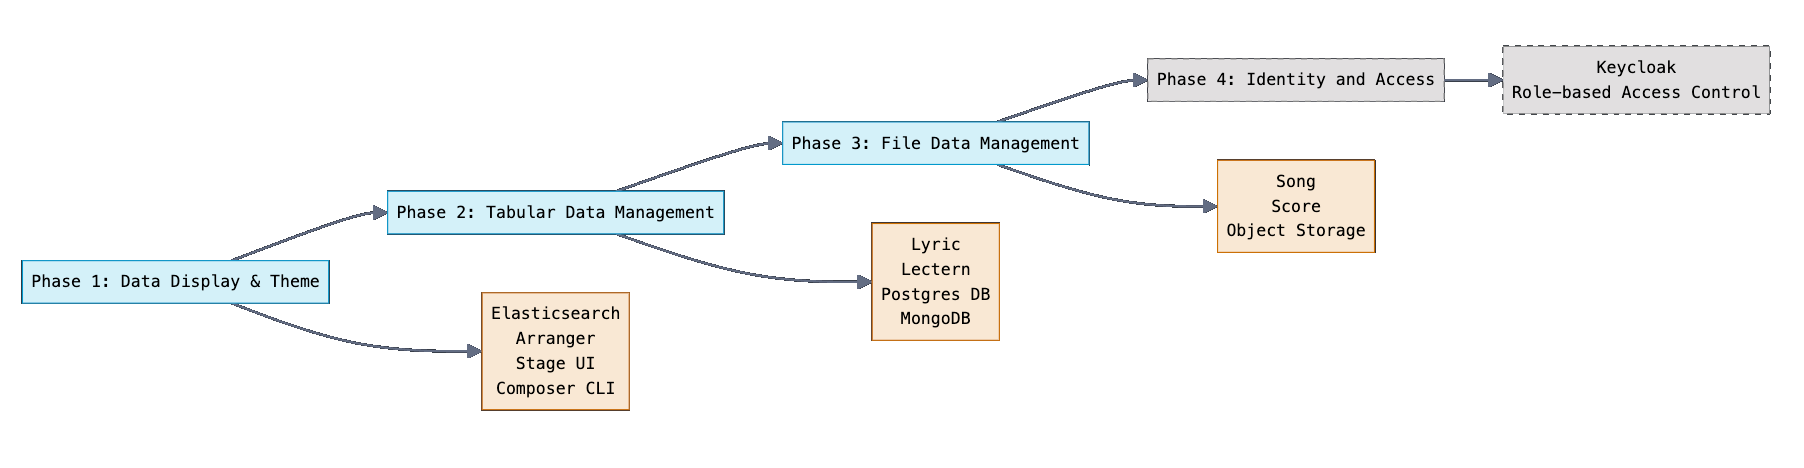 Phase 1: Data Display & Theme
Elasticsearch
Arranger
Stage UI
Composer CLI
Phase 2: Tabular Data Management
Lyric
Lectern
Postgres DB
MongoDB
Phase 3: File Data Management
Song
Score
Object Storage
Phase 4: Identity and Access
Keycloak
Role−based Access Control